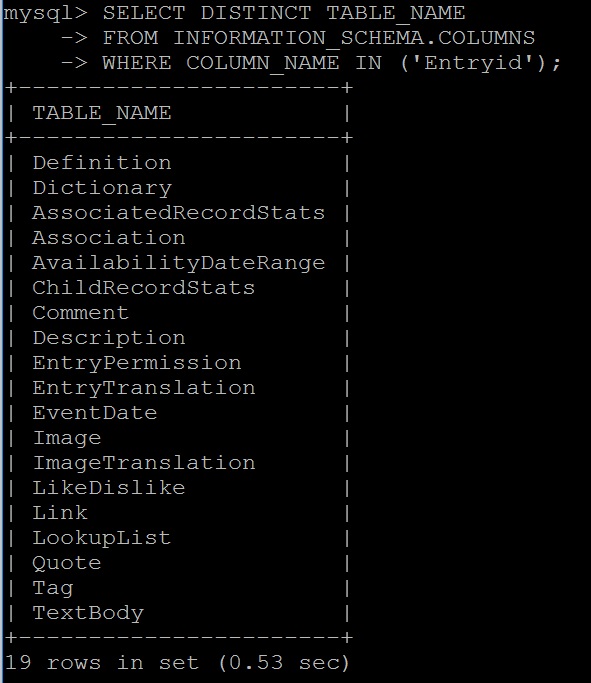 mysql> SELECT DISTINCT TABLE_NAME
    -> FROM INFORMATION_SCHEMA.COLUMNS
    -> WHERE COLUMN_NAME IN ('Entryid');
+-----------------------+
| TABLE_NAME            |
+-----------------------+
| Definition            |
| Dictionary            |
| AssociatedRecordStats |
| Association           |
| AvailabilityDateRange |
| ChildRecordStats      |
| Comment               |
| Description           |
| EntryPermission       |
| EntryTranslation      |
| EventDate             |
| Image                 |
| ImageTranslation      |
| LikeDislike           |
| Link                  |
| LookupList            |
| Quote                 |
| Tag                   |
| TextBody              |
+-----------------------+
19 rows in set (0.53 sec)